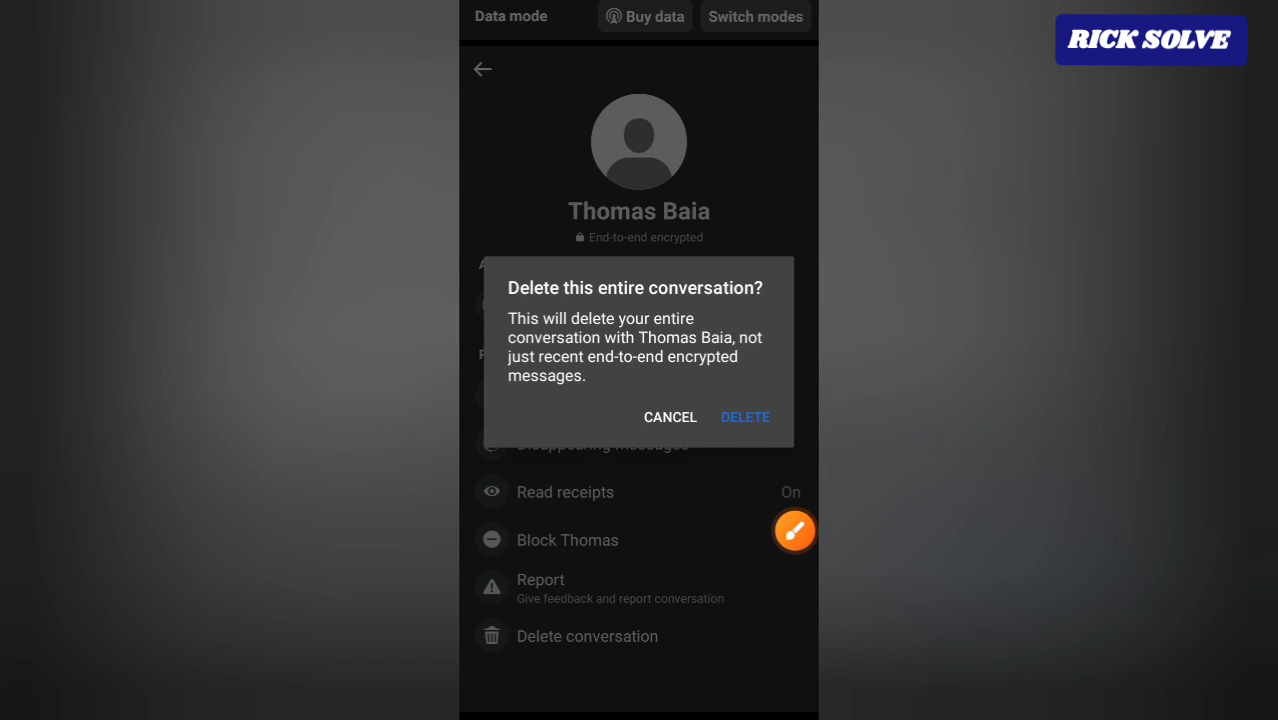 Data mode
Buy data
Switch modes
RICK SOLVE
Thomas Baia
End-to-end encrypted
Delete this entire conversation?
This will delete your entire
conversation with Thomas Baia, not
just recent end-to-end encrypted
messages.
CANCEL
DELETE
Disappearing messages
Read receipts
On
Block Thomas
Report
Give feedback and report conversation
Delete conversation